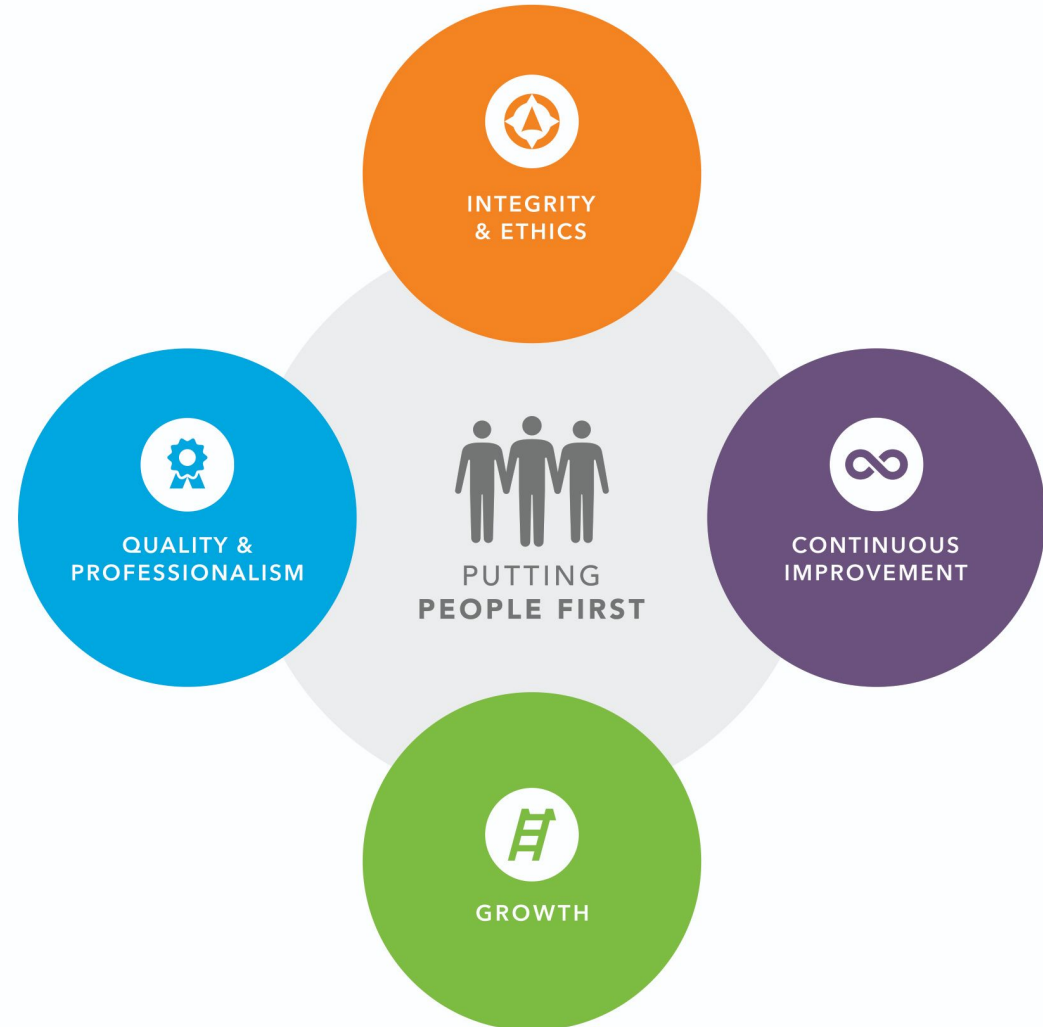 INTEGRITY
& ETHICS
QUALITY &
PROFESSIONALISM
PUTTING
PEOPLE FIRST
CONTINUOUS
IMPROVEMENT
GROWTH